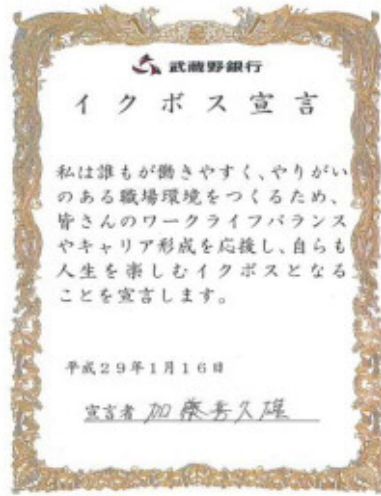 武蔵野銀行
イクボス宣言
私は誰もが働きやすく、やりがい
のある職場環境をつくるため、
皆さんのワークライフバランス
やキャリア形成を応援し、自らも
人生を楽しむイクボスとなる
ことを宣言します。
平成29年1月16日
宣言者 加藤喜久雄